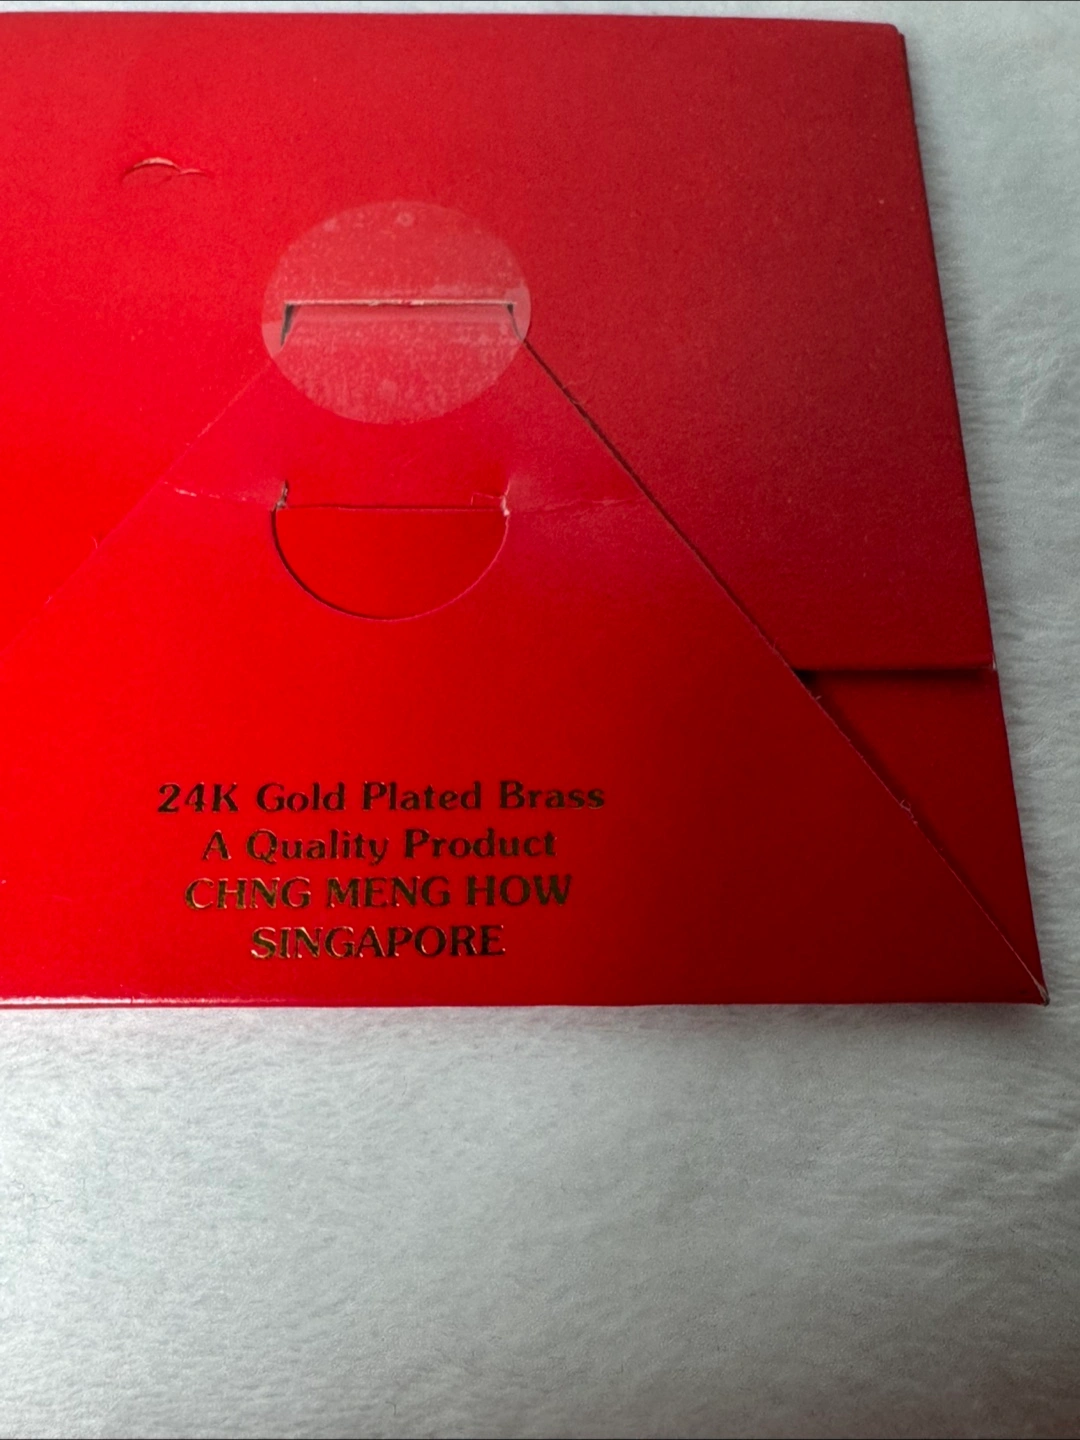 24K Gold Plated Brass
A Quality Product
CHNG MENG HOW
SINGAPORE